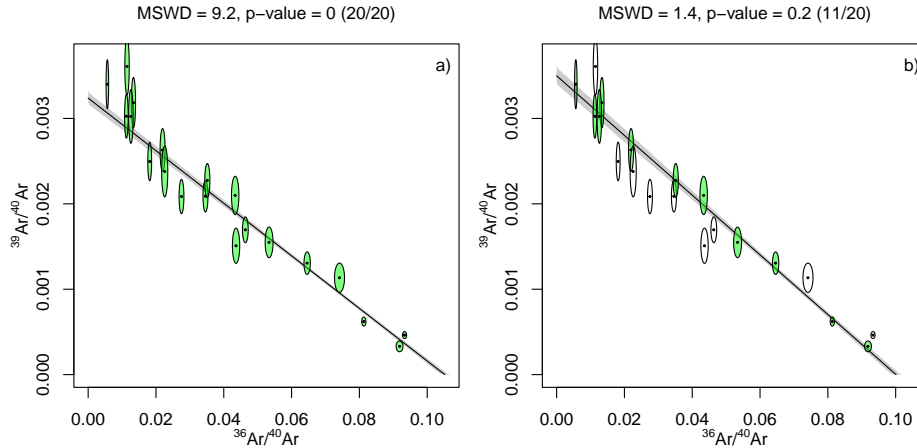 MSWD = 9.2, p−value = 0 (20/20)
a)
0.003
0.002
0.001
0.000
³⁹Ar/⁴⁰Ar
0.00 0.02 0.04 0.06 0.08 0.10
³⁶Ar/⁴⁰Ar
MSWD = 1.4, p−value = 0.2 (11/20)
b)
0.003
0.002
0.001
0.000
³⁹Ar/⁴⁰Ar
0.00 0.02 0.04 0.06 0.08 0.10
³⁶Ar/⁴⁰Ar